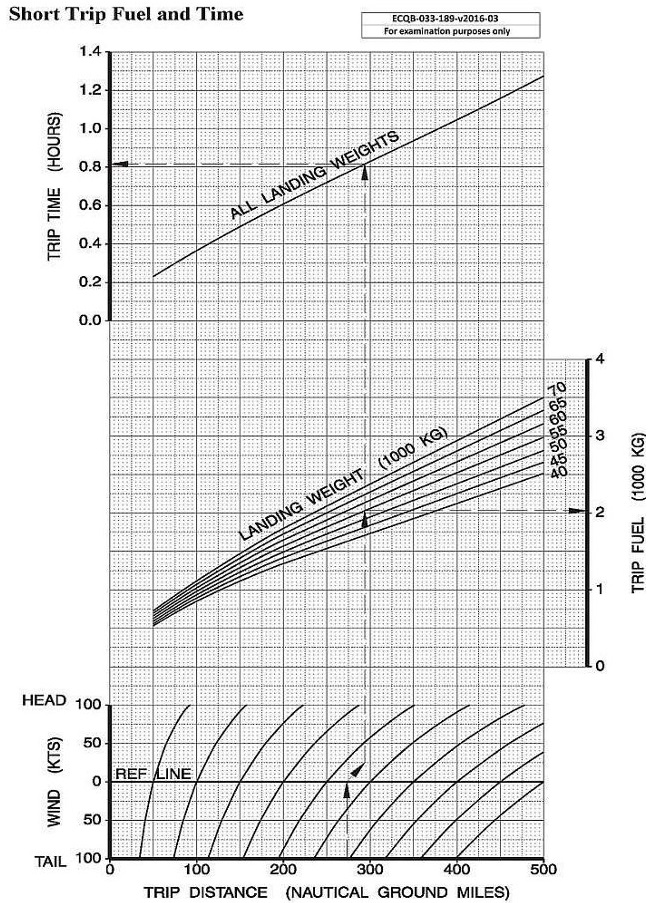 Short Trip Fuel and Time
ECQB-033-189-v2016-03
For examination purposes only
1.4
1.2
1.0
0.8
0.6
0.4
0.2
0.0
TRIP TIME (HOURS)
ALL LANDING WEIGHTS
4
3
2
1
0
TRIP FUEL (1000 KG)
LANDING WEIGHT (1000 KG)
70
65
60
55
50
45
40
HEAD 100
50
0
50
TAIL 100
WIND (KTS)
REF LINE
0 100 200 300 400 500
TRIP DISTANCE (NAUTICAL GROUND MILES)